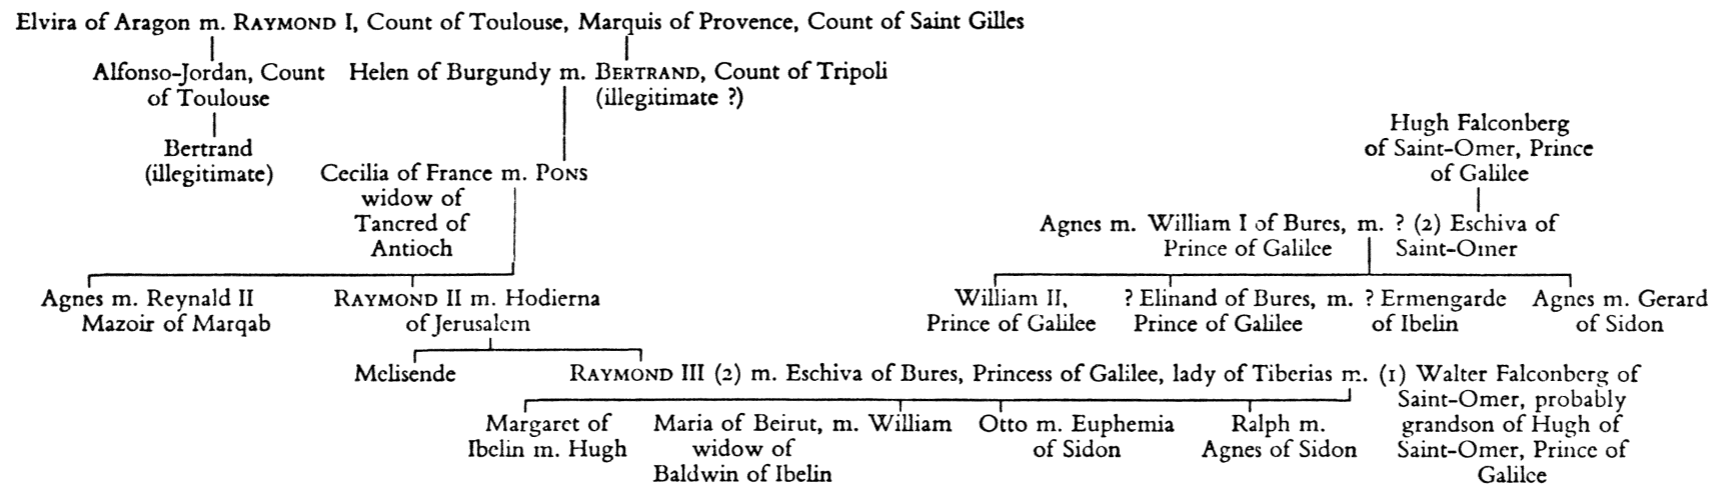 Elvira of Aragon m. RAYMOND I, Count of Toulouse, Marquis of Provence, Count of Saint Gilles
Alfonso-Jordan, Count
of Toulouse
Helen of Burgundy m. BERTRAND, Count of Tripoli
(illegitimate ?)
Bertrand
(illegitimate)
Cecilia of France m. PONS
widow of
Tancred of
Antioch
Hugh Falconberg
of Saint-Omer, Prince
of Galilee
Agnes m. William I of Bures, m. ? (2) Eschiva of
Prince of Galilee
Saint-Omer
Agnes m. Reynald II
Mazoir of Marqab
RAYMOND II m. Hodierna
of Jerusalem
William II,
Prince of Galilee
? Elinand of Bures, m. ? Ermengarde
Prince of Galilee
of Ibelin
Agnes m. Gerard
of Sidon
Melisende
RAYMOND III (2) m. Eschiva of Bures, Princess of Galilee, lady of Tiberias m. (1) Walter Falconberg of
Saint-Omer, probably
grandson of Hugh of
Saint-Omer, Prince of
Galilee
Margaret of
Ibelin m. Hugh
Maria of Beirut, m. William
widow of
Baldwin of Ibelin
Otto m. Euphemia
of Sidon
Ralph m.
Agnes of Sidon